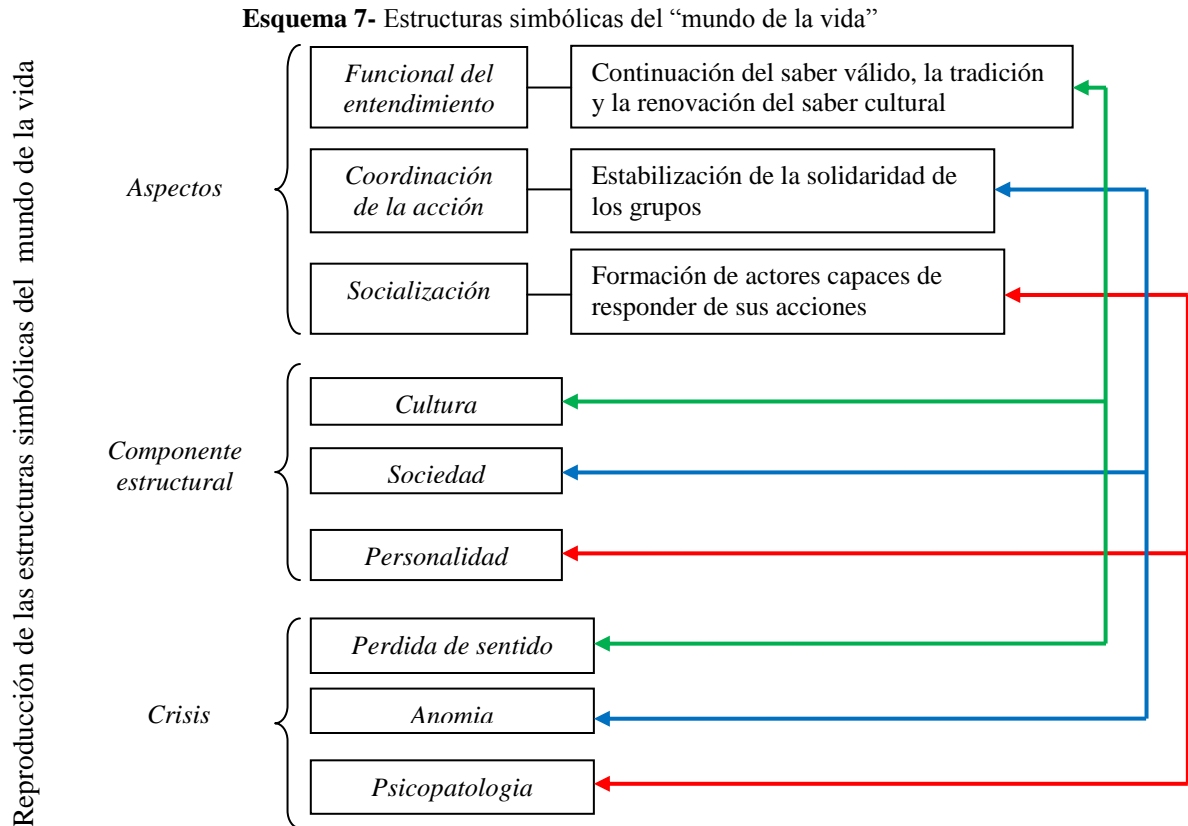 Esquema 7- Estructuras simbólicas del “mundo de la vida”
Reproducción de las estructuras simbólicas del mundo de la vida
Aspectos
Funcional del
entendimiento
Continuación del saber válido, la tradición
y la renovación del saber cultural
Coordinación
de la acción
Estabilización de la solidaridad de
los grupos
Socialización
Formación de actores capaces de
responder de sus acciones
Componente
estructural
Cultura
Sociedad
Personalidad
Crisis
Perdida de sentido
Anomia
Psicopatologia